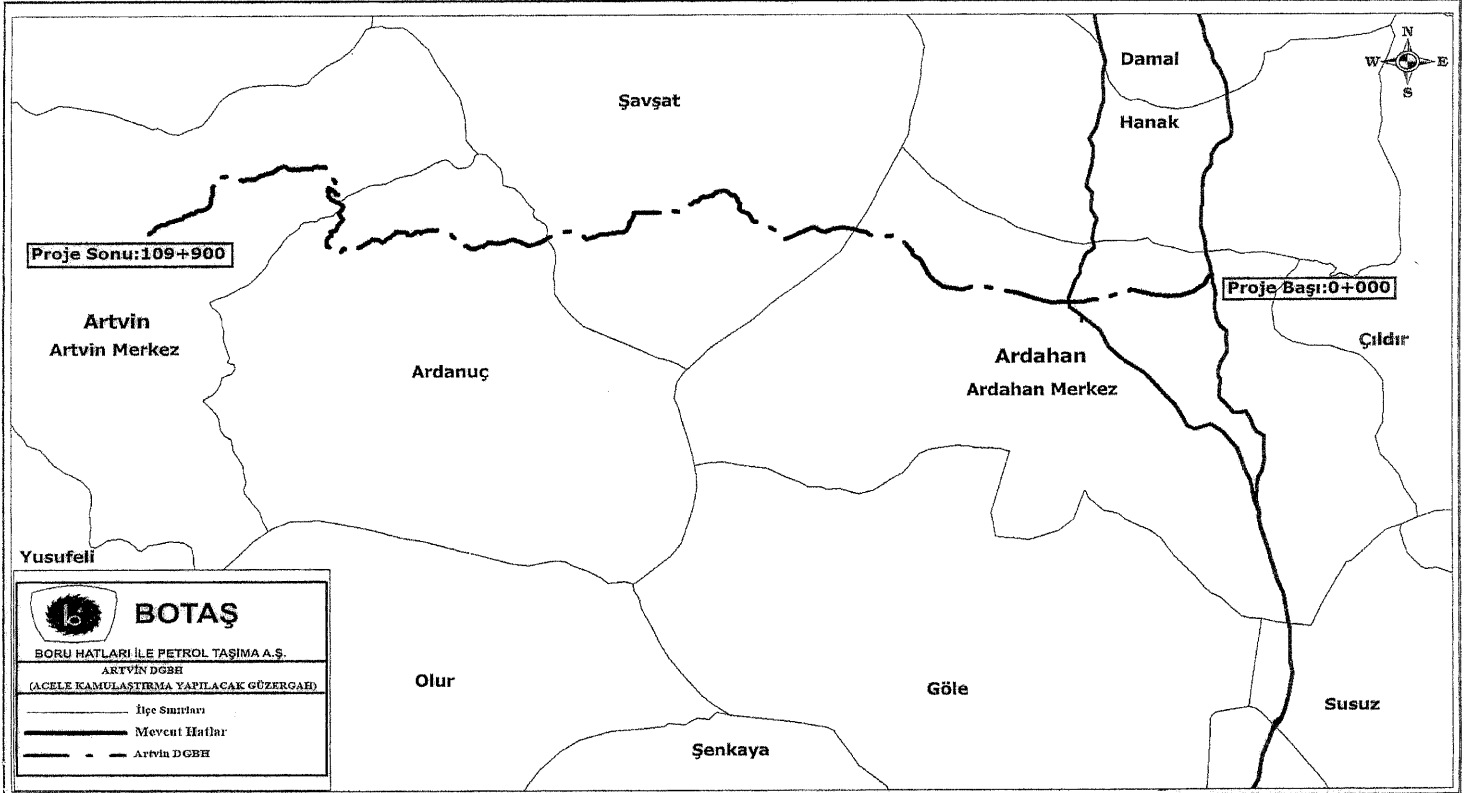 Damal
N
W
E
S
Şavşat
Hanak
Proje Sonu:109+900
Proje Başı:0+000
Artvin
Artvin Merkez
Çıldır
Ardahan
Ardanuç
Ardahan Merkez
Yusufeli
BOTAŞ
BORU HATLARI İLE PETROL TAŞIMA A.Ş.
ARTVİN DGBH
(ACELE KAMULAŞTIRMA YAPILACAK GÜZERGAH)
İlçe Sınırları
Mevcut Hatlar
Artvin DGBH
Olur
Göle
Susuz
Şenkaya